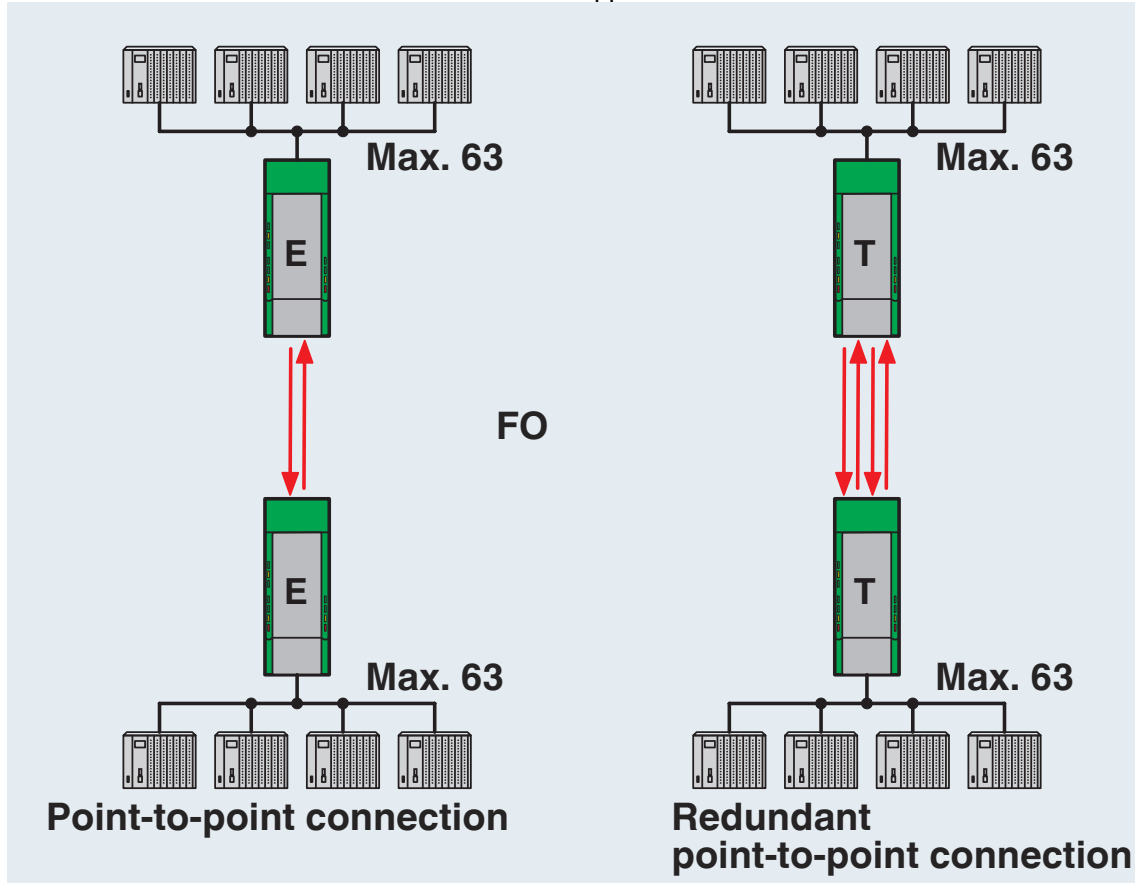 Max. 63
Max. 63
E
T
FO
E
T
Max. 63
Max. 63
Point-to-point connection
Redundant
point-to-point connection